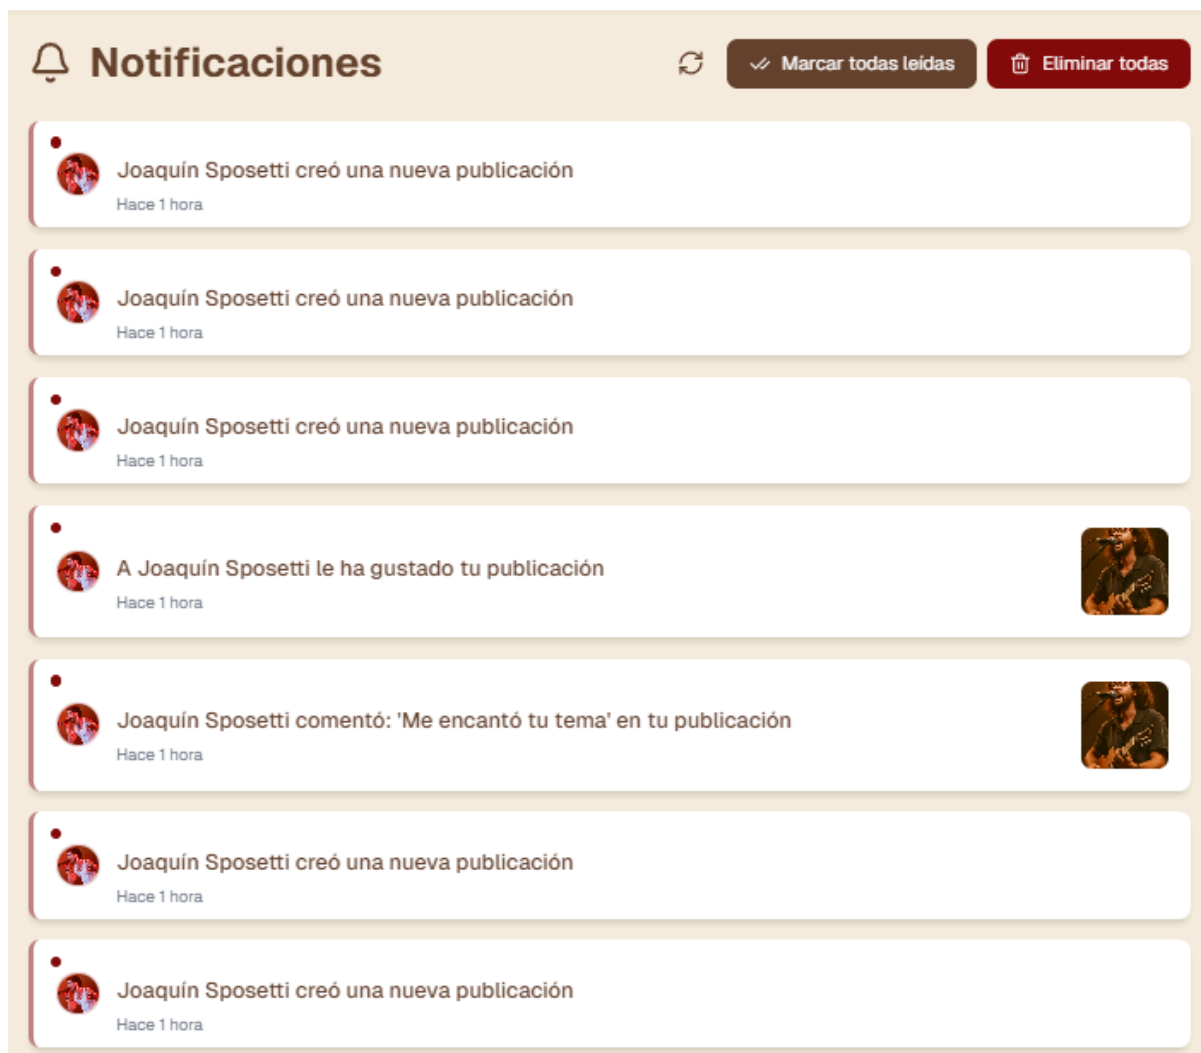 Notificaciones
Marcar todas leídas
Eliminar todas
Joaquín Sposetti creó una nueva publicación
Hace 1 hora
Joaquín Sposetti creó una nueva publicación
Hace 1 hora
Joaquín Sposetti creó una nueva publicación
Hace 1 hora
A Joaquín Sposetti le ha gustado tu publicación
Hace 1 hora
Joaquín Sposetti comentó: 'Me encantó tu tema' en tu publicación
Hace 1 hora
Joaquín Sposetti creó una nueva publicación
Hace 1 hora
Joaquín Sposetti creó una nueva publicación
Hace 1 hora